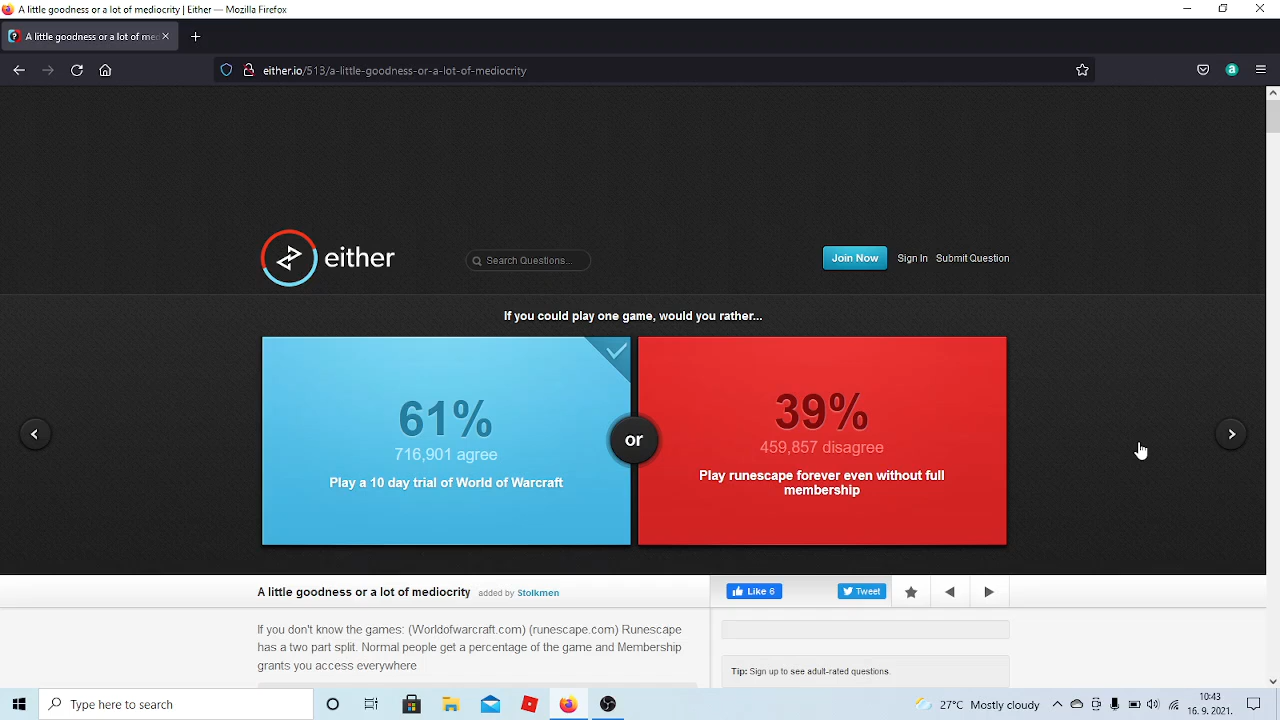 A little goodness or a lot of mediocrity | Either — Mozilla Firefox
A little goodness or a lot of med
either.io/513/a-little-goodness-or-a-lot-of-mediocrity
a
either
Search Questions...
Join Now
Sign In
Submit Question
If you could play one game, would you rather...
61%
716,901 agree
Play a 10 day trial of World of Warcraft
or
39%
459,857 disagree
Play runescape forever even without full
membership
A little goodness or a lot of mediocrity added by Stolkmen
Like 6
Tweet
If you don't know the games: (Worldofwarcraft.com) (runescape.com) Runescape
has a two part split. Normal people get a percentage of the game and Membership
grants you access everywhere
Tip: Sign up to see adult-rated questions.
Type here to search
27°C Mostly cloudy
10:43
16. 9. 2021.